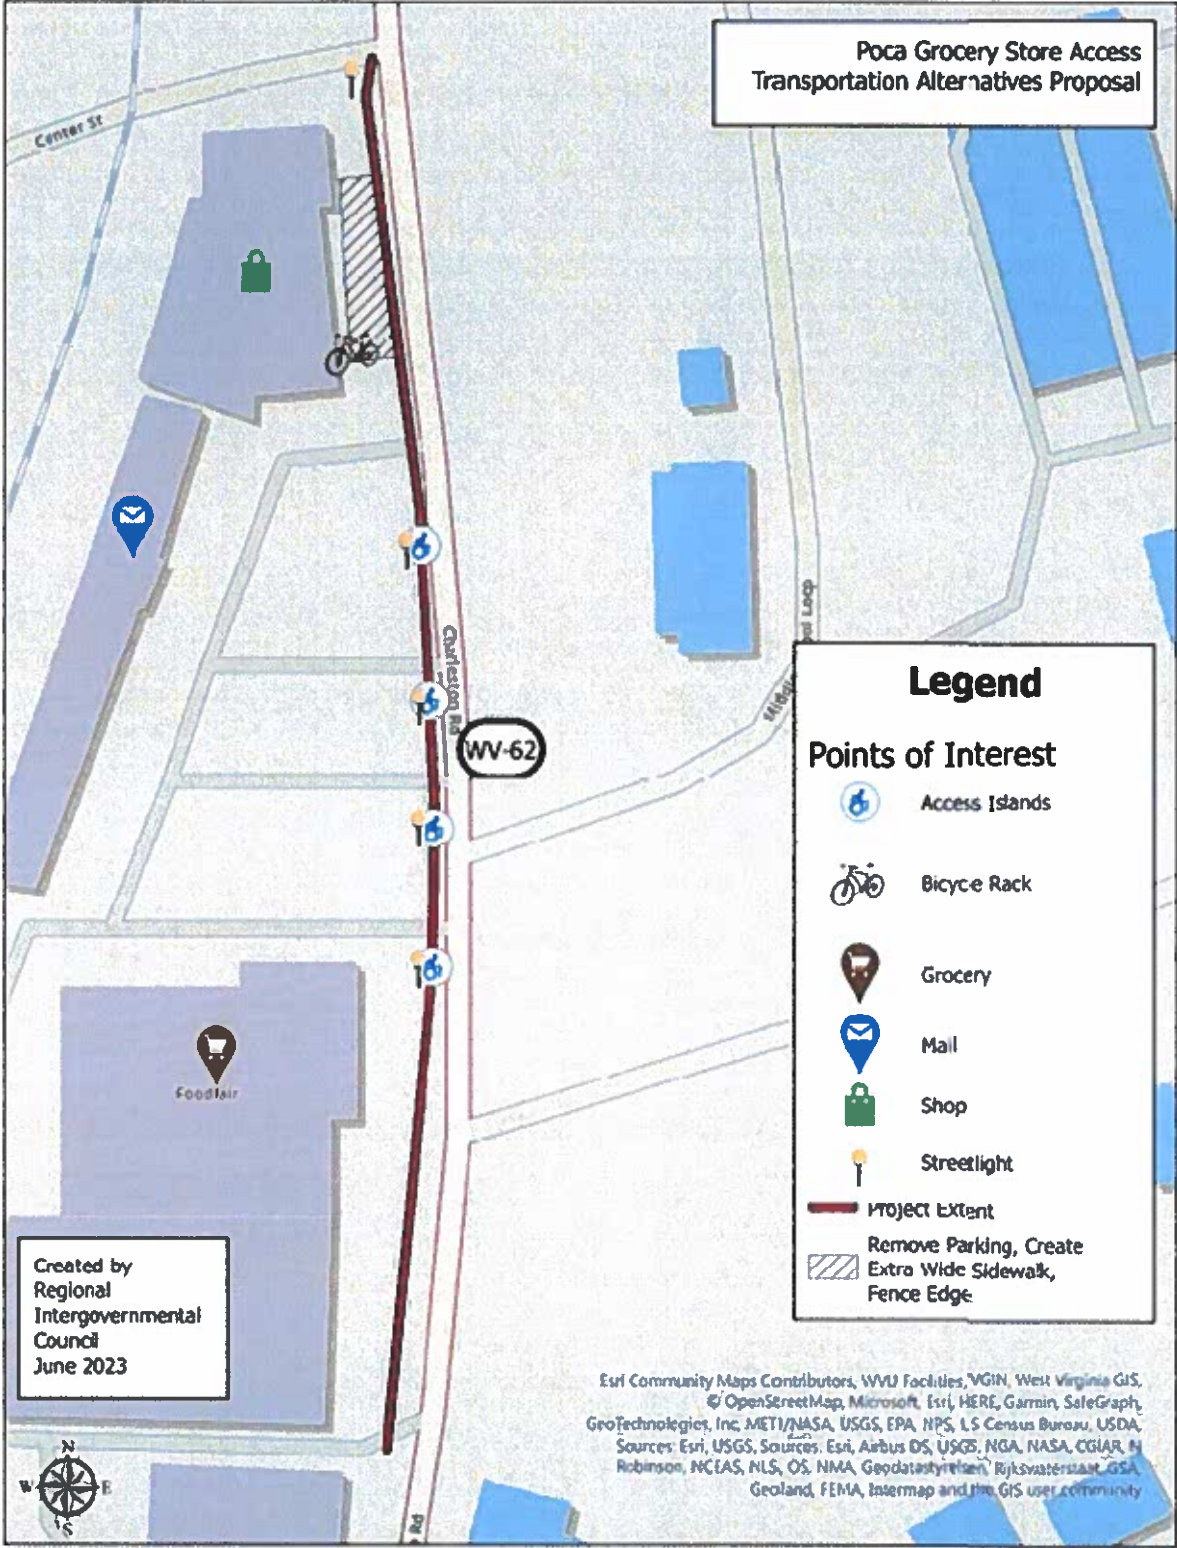 Poca Grocery Store Access
Transportation Alternatives Proposal
Center St
Charleston Rd
WV-62
Foodfair
Legend
Points of Interest
Access Islands
Bicycle Rack
Grocery
Mail
Shop
Streetlight
Project Extent
Remove Parking, Create
Extra Wide Sidewalk,
Fence Edge
Created by
Regional
Intergovernmental
Council
June 2023
Esri Community Maps Contributors, WVU Facilities, VGIN, West Virginia GIS,
© OpenStreetMap, Microsoft, Esri, HERE, Garmin, SafeGraph,
GeoTechnologies, Inc, METI/NASA, USGS, EPA, NPS, US Census Bureau, USDA,
Sources: Esri, USGS, Sources: Esri, Airbus DS, USGS, NGA, NASA, CGIAR, N
Robinson, NCEAS, NLS, OS, NMA, Geodatastyrelsen, Rijkswaterstaat, GSA,
Geoland, FEMA, Intermap and the GIS user community
N
W E
S
Rd